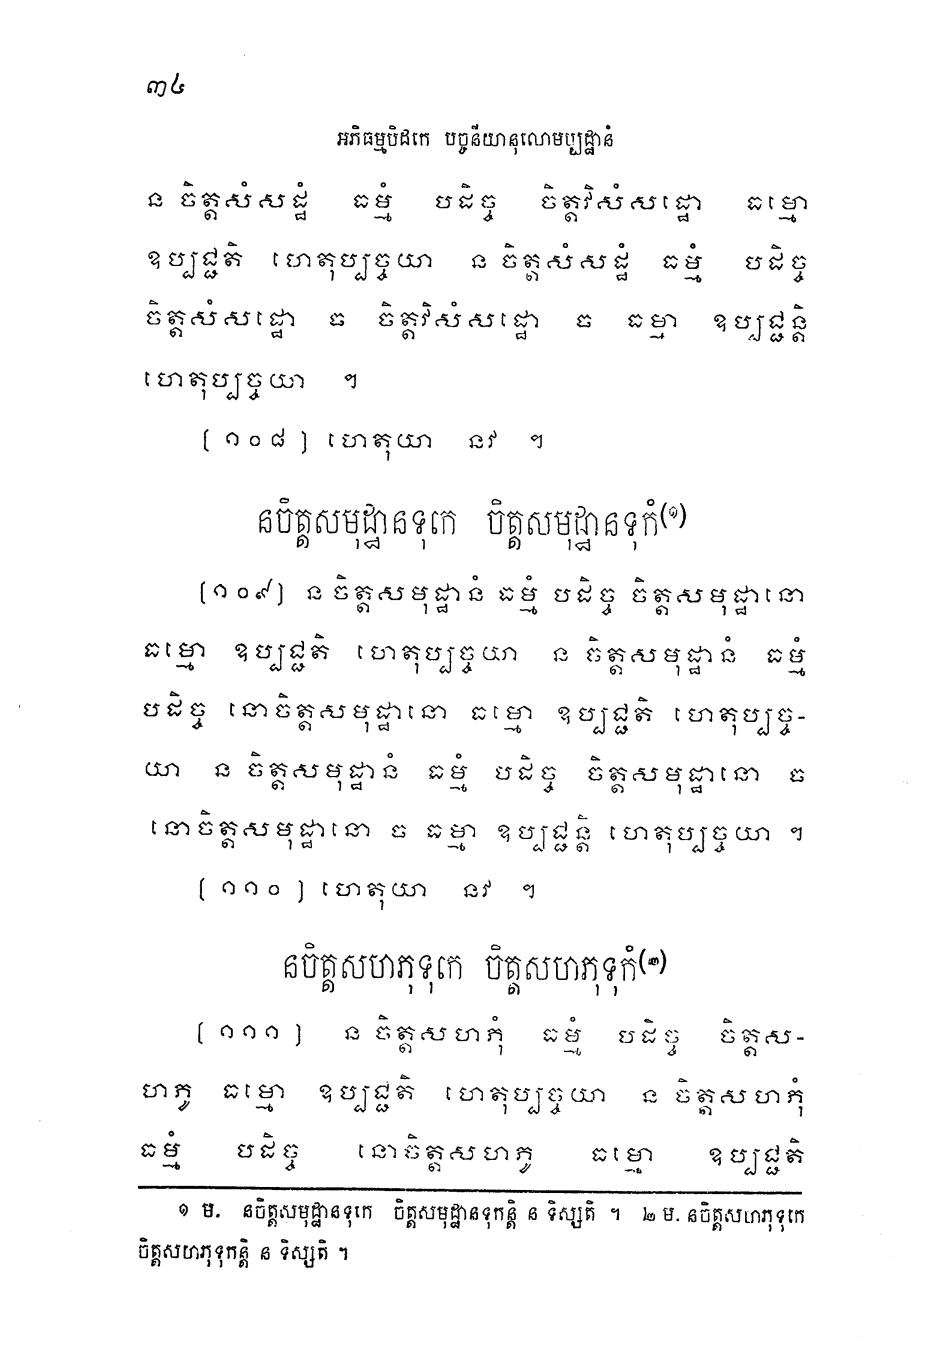 ៣៤
អភិធម្មបិដកេ បច្ចនីយានុលោមប្បដ្ឋានំ
ន ចិត្តសំសដ្ឋំ ធម្មំ បដិច្ច ចិត្តវិសំសដ្ឋោ ធម្មោ
ឧប្បជ្ជតិ ហេតុប្បច្ចយា ន ចិត្តសំសដ្ឋំ ធម្មំ បដិច្ច
ចិត្តសំសដ្ឋោ ច ចិត្តវិសំសដ្ឋោ ច ធម្មា ឧប្បជ្ជន្តិ
ហេតុប្បច្ចយា ។
(១០៨) ហេតុយា នវ ។
នចិត្តសមុដ្ឋានទុកេ ចិត្តសមុដ្ឋានទុកំ(១)
(១០៩) ន ចិត្តសមុដ្ឋានំ ធម្មំ បដិច្ច ចិត្តសមុដ្ឋានោ
ធម្មោ ឧប្បជ្ជតិ ហេតុប្បច្ចយា ន ចិត្តសមុដ្ឋានំ ធម្មំ
បដិច្ច នោចិត្តសមុដ្ឋានោ ធម្មោ ឧប្បជ្ជតិ ហេតុប្បច្ច-
យា ន ចិត្តសមុដ្ឋានំ ធម្មំ បដិច្ច ចិត្តសមុដ្ឋានោ ច
នោចិត្តសមុដ្ឋានោ ច ធម្មា ឧប្បជ្ជន្តិ ហេតុប្បច្ចយា ។
(១១០) ហេតុយា នវ ។
នចិត្តសហភុទុកេ ចិត្តសហភុទុកំ(២)
(១១១) ន ចិត្តសហភុំ ធម្មំ បដិច្ច ចិត្តស-
ហភូ ធម្មោ ឧប្បជ្ជតិ ហេតុប្បច្ចយា ន ចិត្តសហភុំ
ធម្មំ បដិច្ច នោចិត្តសហភូ ធម្មោ ឧប្បជ្ជតិ
១ ម. នចិត្តសមុដ្ឋានទុកេ ចិត្តសមុដ្ឋានទុកន្តិ ន ទិស្សតិ ។ ២ ម. នចិត្តសហភុទុកេ
ចិត្តសហភុទុកន្តិ ន ទិស្សតិ ។